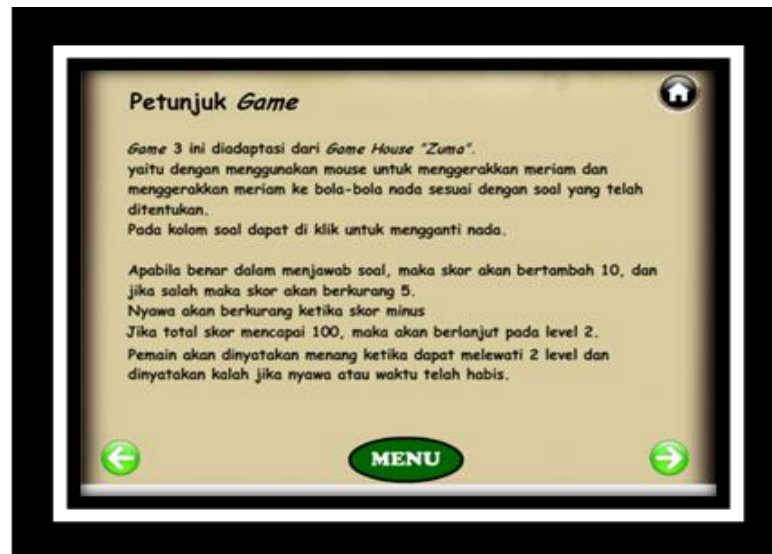 Petunjuk Game
Game 3 ini diadaptasi dari Game House "Zuma".
yaitu dengan menggunakan mouse untuk menggerakkan meriam dan
menggerakkan meriam ke bola-bola nada sesuai dengan soal yang telah
ditentukan.
Pada kolom soal dapat di klik untuk mengganti nada.
Apabila benar dalam menjawab soal, maka skor akan bertambah 10, dan
jika salah maka skor akan berkurang 5.
Nyawa akan berkurang ketika skor minus
Jika total skor mencapai 100, maka akan berlanjut pada level 2.
Pemain akan dinyatakan menang ketika dapat melewati 2 level dan
dinyatakan kalah jika nyawa atau waktu telah habis.
MENU